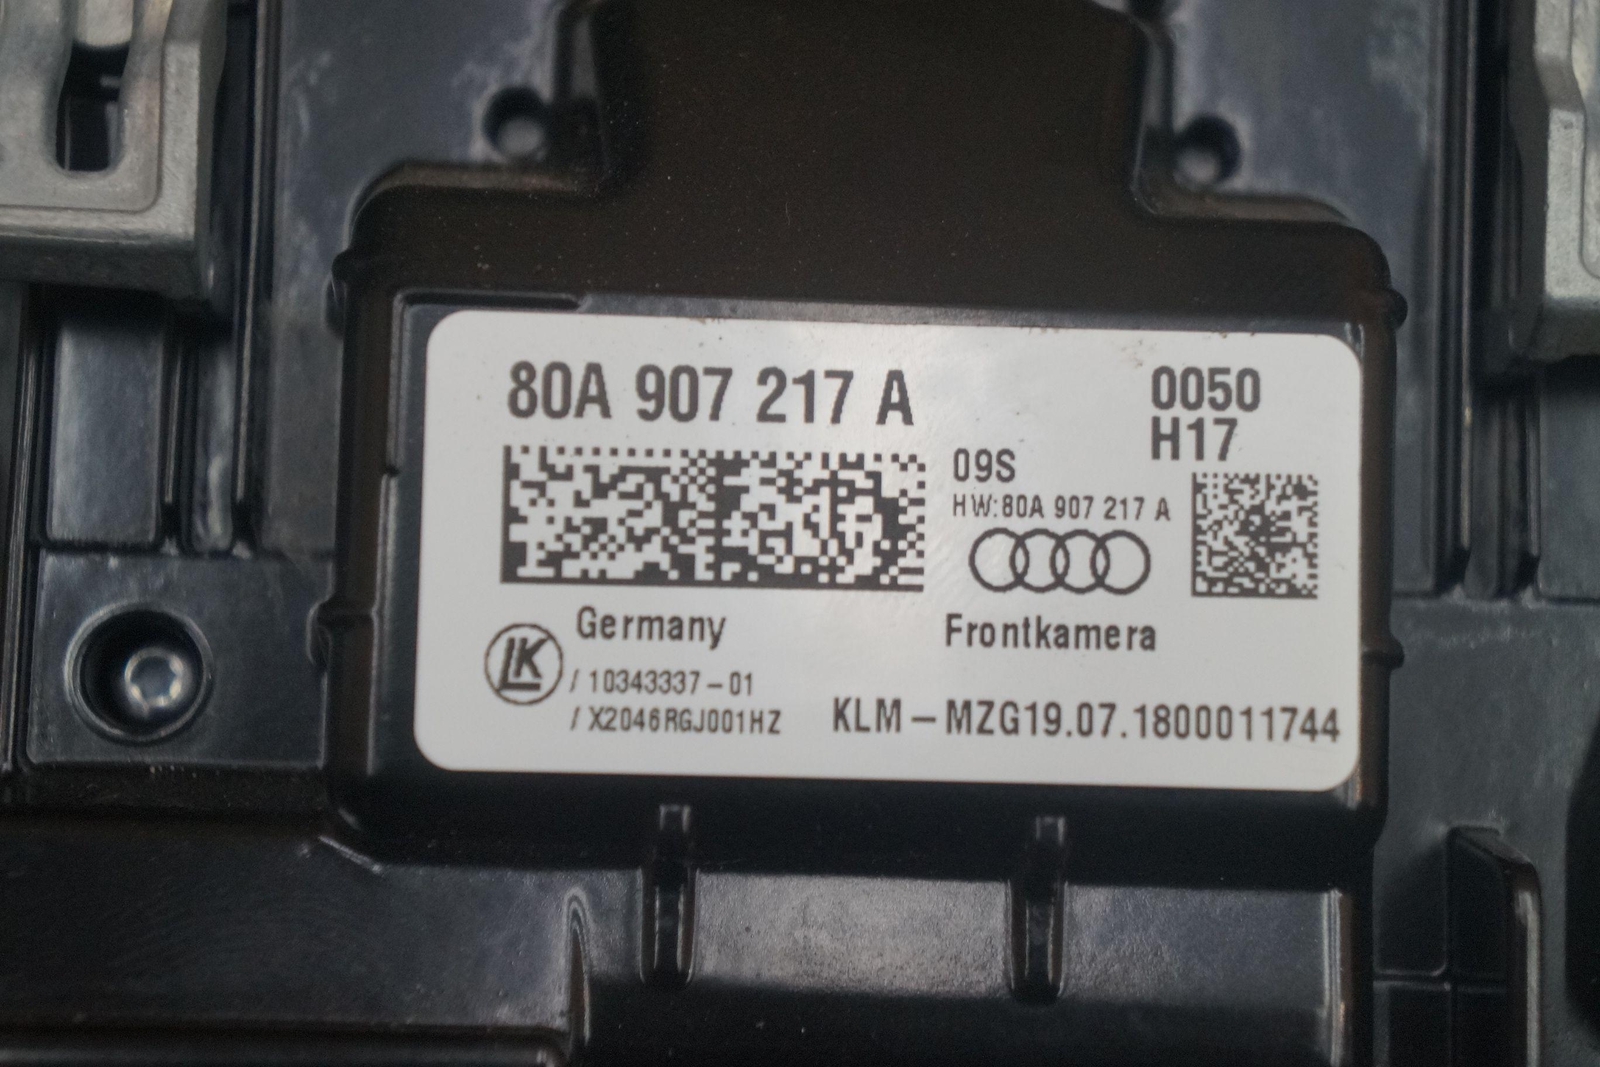 80A 907 217 A
0050
H17
09S
HW:80A 907 217 A
Germany
Frontkamera
LK
/ 10343337-01
/ X2046RGJ001HZ
KLM-MZG19.07.1800011744